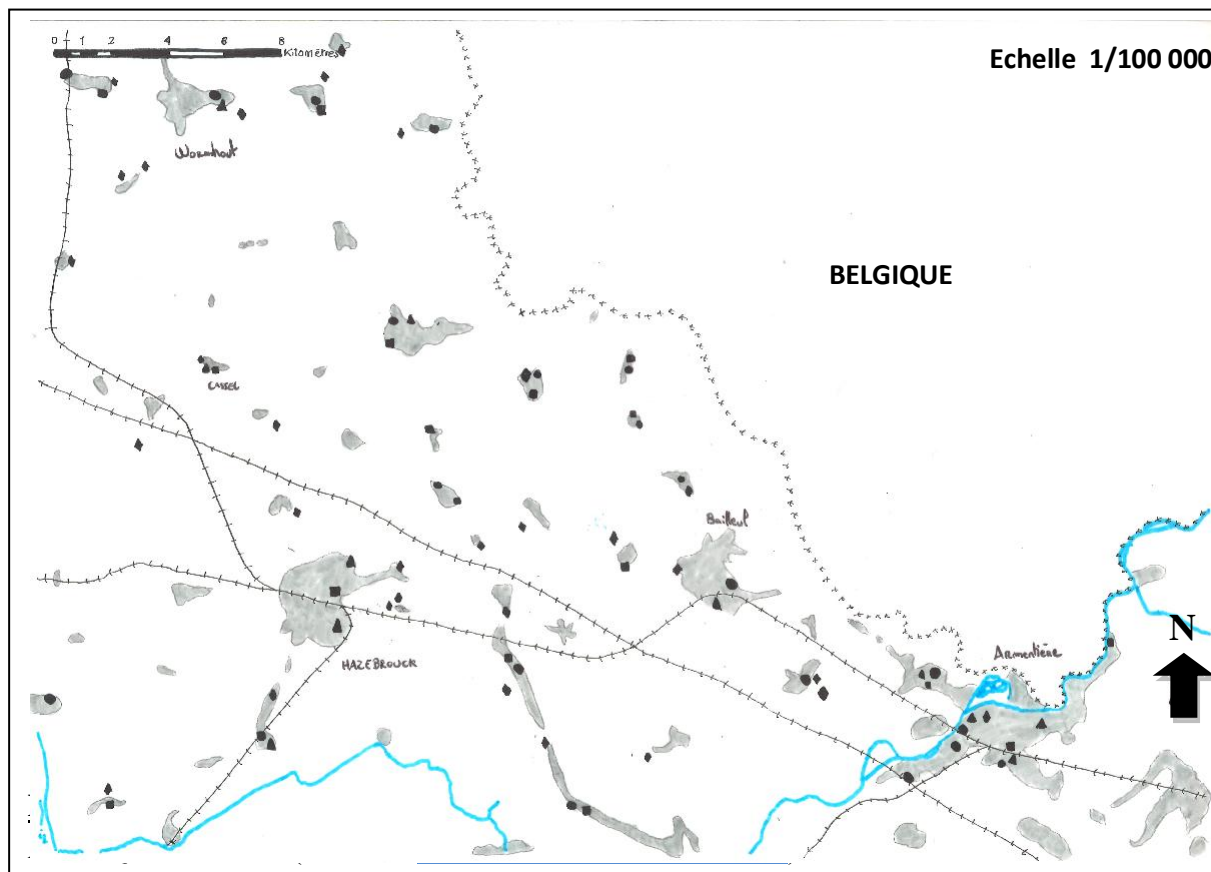 0 1 2 4 6 8 Kilomètres
Echelle 1/100 000
Wormhout
BELGIQUE
CASSEL
Bailleul
N
Armentière
HAZEBROUCK